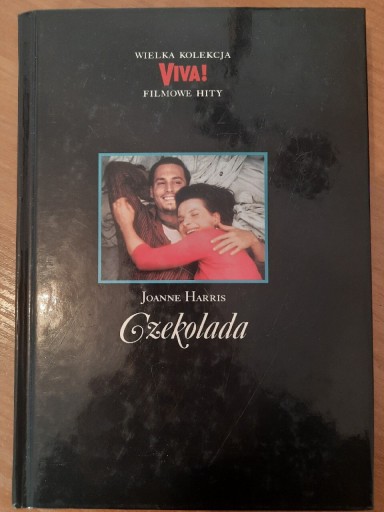 WIELKA KOLEKCJA
VIVA!
FILMOWE HITY
JOANNE HARRIS
Czekolada